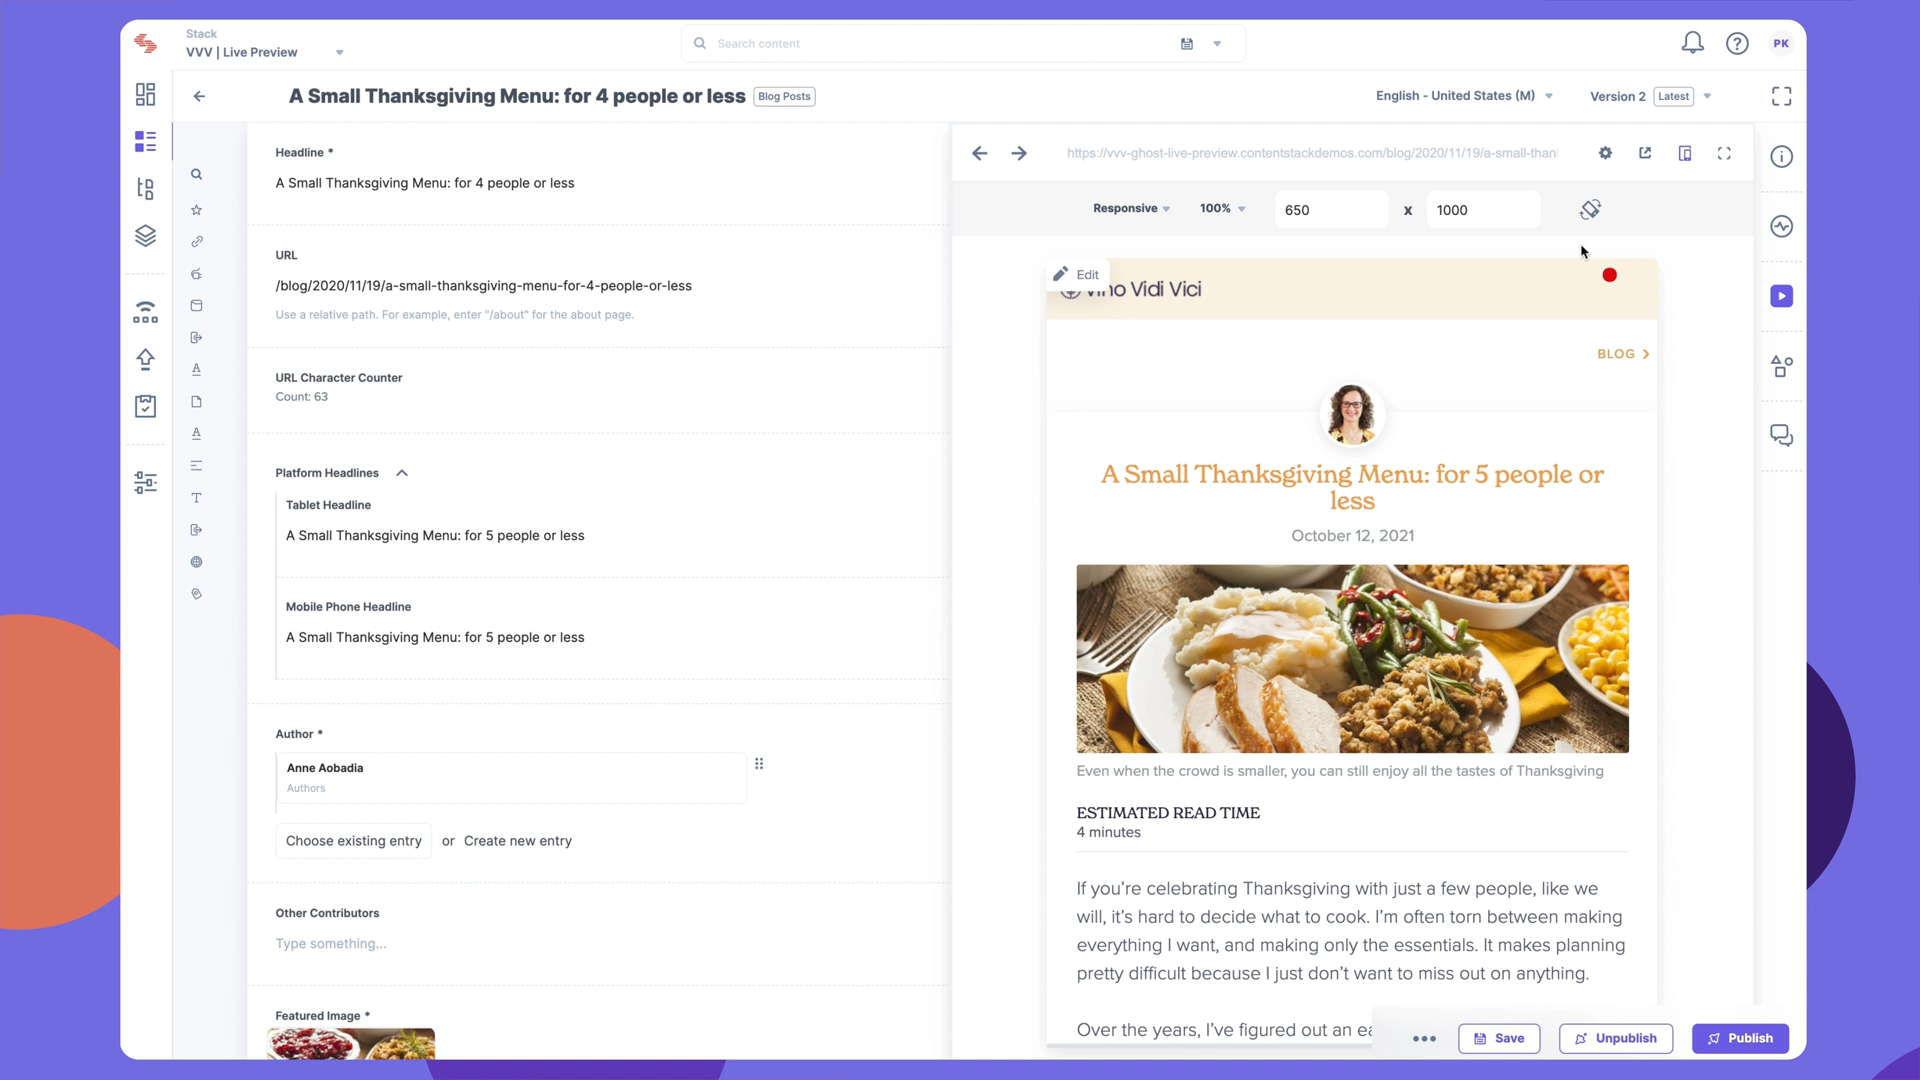 Stack
VVV | Live Preview
Search content
PK
A Small Thanksgiving Menu: for 4 people or less
Blog Posts
English - United States (M)
Version 2
Latest
Headline *
A Small Thanksgiving Menu: for 4 people or less
URL
/blog/2020/11/19/a-small-thanksgiving-menu-for-4-people-or-less
Use a relative path. For example, enter "/about" for the about page.
URL Character Counter
Count: 63
Platform Headlines
Tablet Headline
A Small Thanksgiving Menu: for 5 people or less
Mobile Phone Headline
A Small Thanksgiving Menu: for 5 people or less
Author *
Anne Aobadia
Authors
Choose existing entry or Create new entry
Other Contributors
Type something...
Featured Image *
https://vvv-ghost-live-preview.contentstackdemos.com/blog/2020/11/19/a-small-than
Responsive
100%
650 x 1000
Edit
Vidi Vici
BLOG
A Small Thanksgiving Menu: for 5 people or
less
October 12, 2021
Even when the crowd is smaller, you can still enjoy all the tastes of Thanksgiving
ESTIMATED READ TIME
4 minutes
If you're celebrating Thanksgiving with just a few people, like we
will, it's hard to decide what to cook. I'm often torn between making
everything I want, and making only the essentials. It makes planning
pretty difficult because I just don't want to miss out on anything.
Over the years, I've figured out an ea
Save
Unpublish
Publish